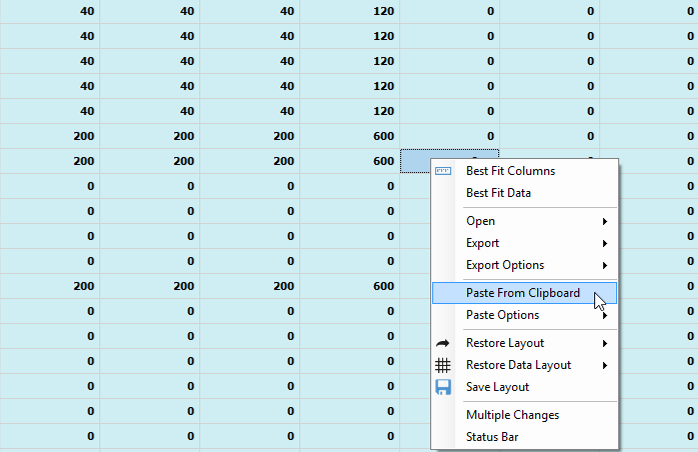 40 40 40 120 0 0 0
40 40 40 120 0 0 0
40 40 40 120 0 0 0
40 40 40 120 0 0 0
40 40 40 120 0 0 0
200 200 200 600 0 0 0
200 200 200 600
0 0 0 0 0
0 0 0 0 0
0 0 0 0 0
0 0 0 0 0
200 200 200 600 0
0 0 0 0 0
0 0 0 0 0
0 0 0 0 0
0 0 0 0 0
0 0 0 0 0
0 0 0 0 0
Best Fit Columns
Best Fit Data
Open
Export
Export Options
Paste From Clipboard
Paste Options
Restore Layout
Restore Data Layout
Save Layout
Multiple Changes
Status Bar